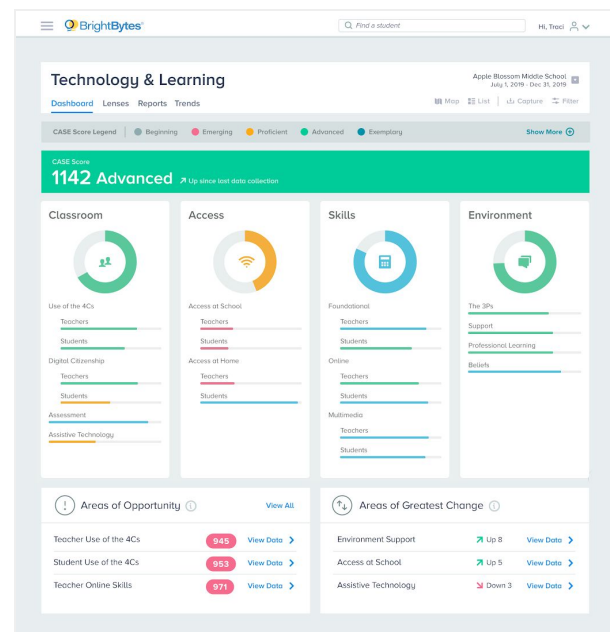 BrightBytes®
Find a student
Hi, Traci
Technology & Learning
Apple Blossom Middle School
July 1, 2019 - Dec 31, 2019
Dashboard Lenses Reports Trends
Map List Capture Filter
CASE Score Legend Beginning Emerging Proficient Advanced Exemplary Show More
CASE Score
1142 Advanced Up since last data collection
Classroom
Use of the 4Cs
Teachers
Students
Digital Citizenship
Teachers
Students
Assessment
Assistive Technology
Access
Access at School
Teachers
Students
Access at Home
Teachers
Students
Skills
Foundational
Teachers
Students
Online
Teachers
Students
Multimedia
Teachers
Students
Environment
The 3Ps
Support
Professional Learning
Beliefs
Areas of Opportunity View All
Teacher Use of the 4Cs 945 View Data
Student Use of the 4Cs 953 View Data
Teacher Online Skills 971 View Data
Areas of Greatest Change
Environment Support Up 8 View Data
Access at School Up 5 View Data
Assistive Technology Down 3 View Data